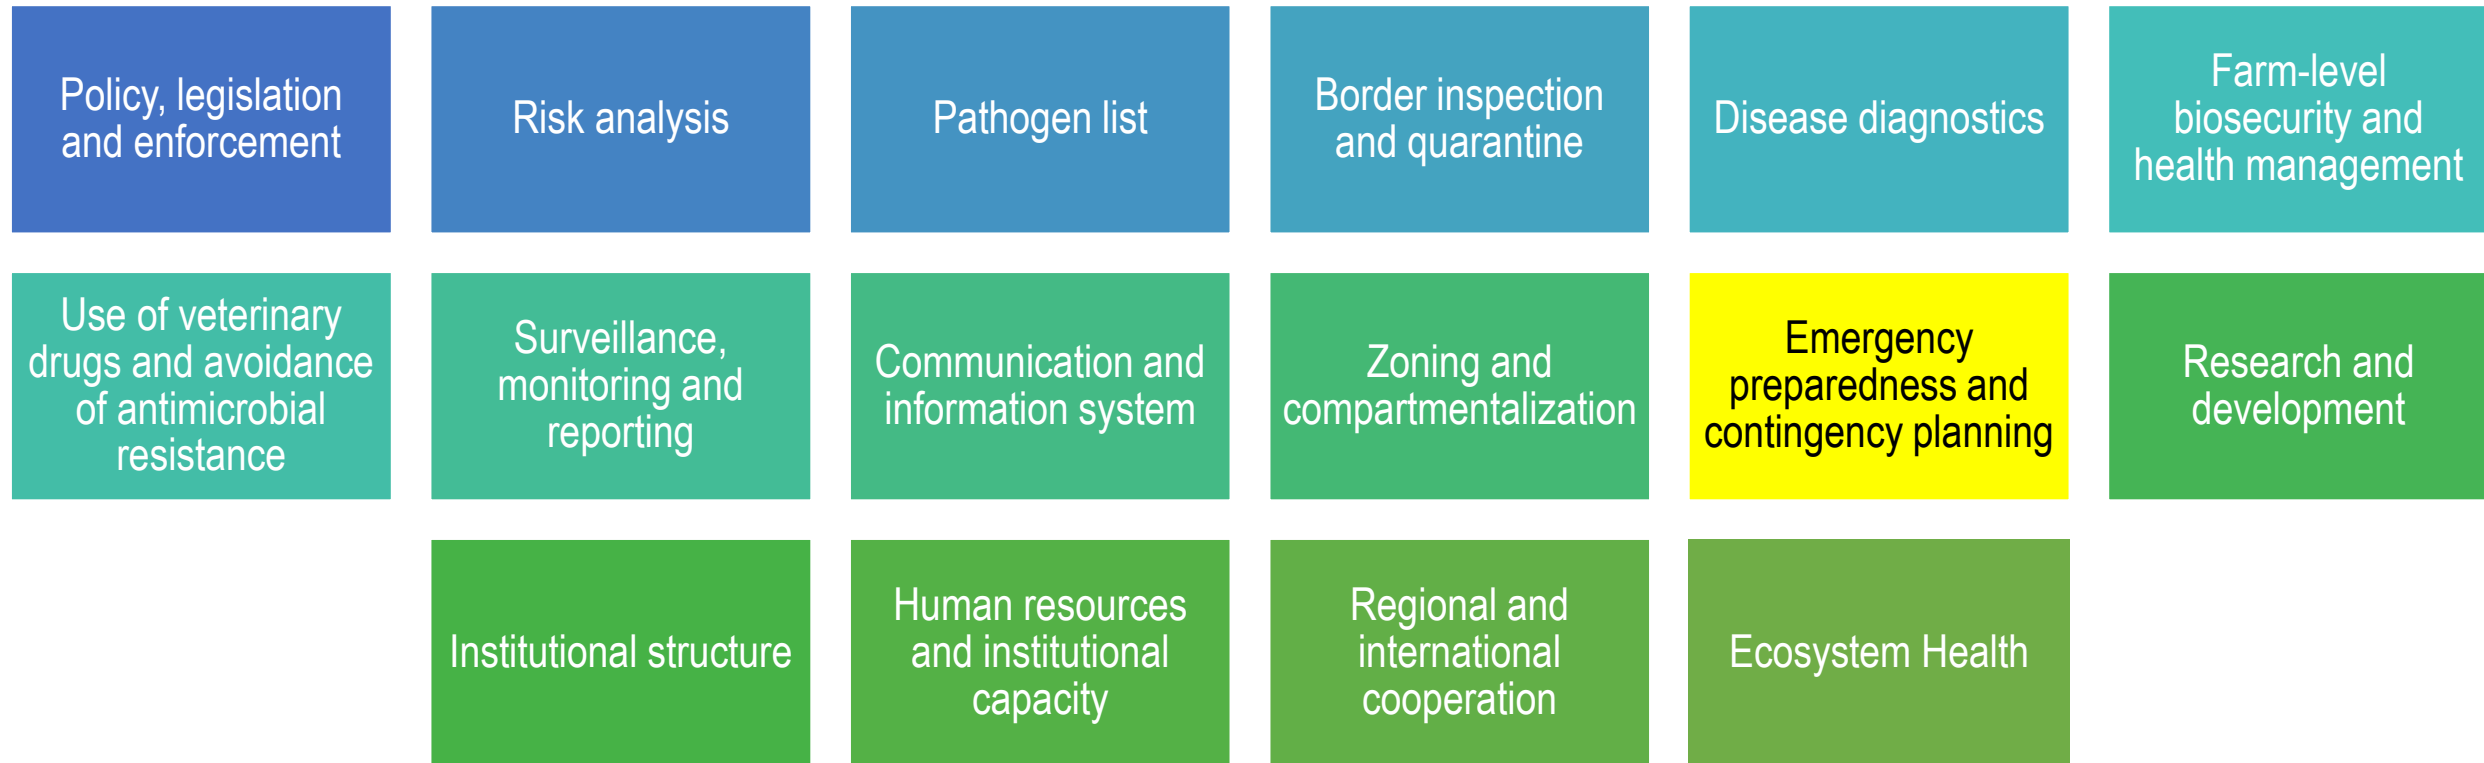 Policy, legislation
and enforcement
Risk analysis
Pathogen list
Border inspection
and quarantine
Disease diagnostics
Farm-level
biosecurity and
health management
Use of veterinary
drugs and avoidance
of antimicrobial
resistance
Surveillance,
monitoring and
reporting
Communication and
information system
Zoning and
compartmentalization
Emergency
preparedness and
contingency planning
Research and
development
Institutional structure
Human resources
and institutional
capacity
Regional and
international
cooperation
Ecosystem Health